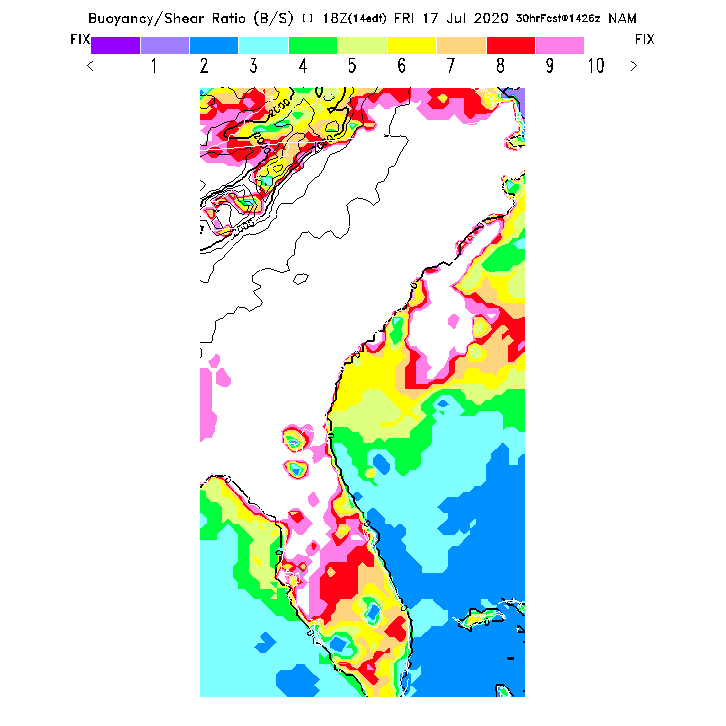 Buoyancy/Shear Ratio (B/S) [] 18Z(14edt) FRI 17 Jul 2020 30hrFcst@1426z NAM
FIX FIX
< 1 2 3 4 5 6 7 8 9 10 >
2000